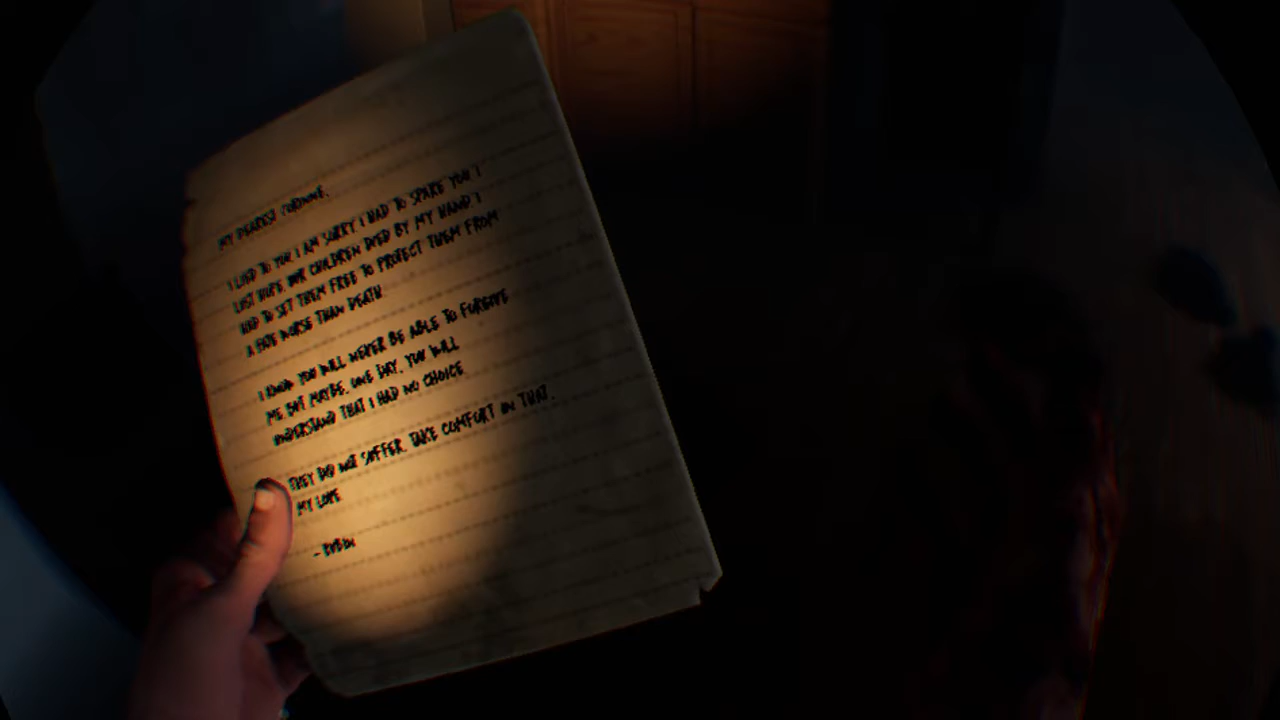 MY DEAREST CORINNE,
I LIED TO YOU I AM SORRY I HAD TO SPARE YOU I
LOST HOPE. OUR CHILDREN DIED BY MY HAND I
HAD TO SET THEM FREE TO PROTECT THEM FROM
A FATE WORSE THAN DEATH
I KNOW YOU WILL NEVER BE ABLE TO FORGIVE
ME BUT MAYBE, ONE DAY, YOU WILL
UNDERSTAND THAT I HAD NO CHOICE
THEY DO NOT SUFFER. TAKE COMFORT IN THAT.
MY LOVE